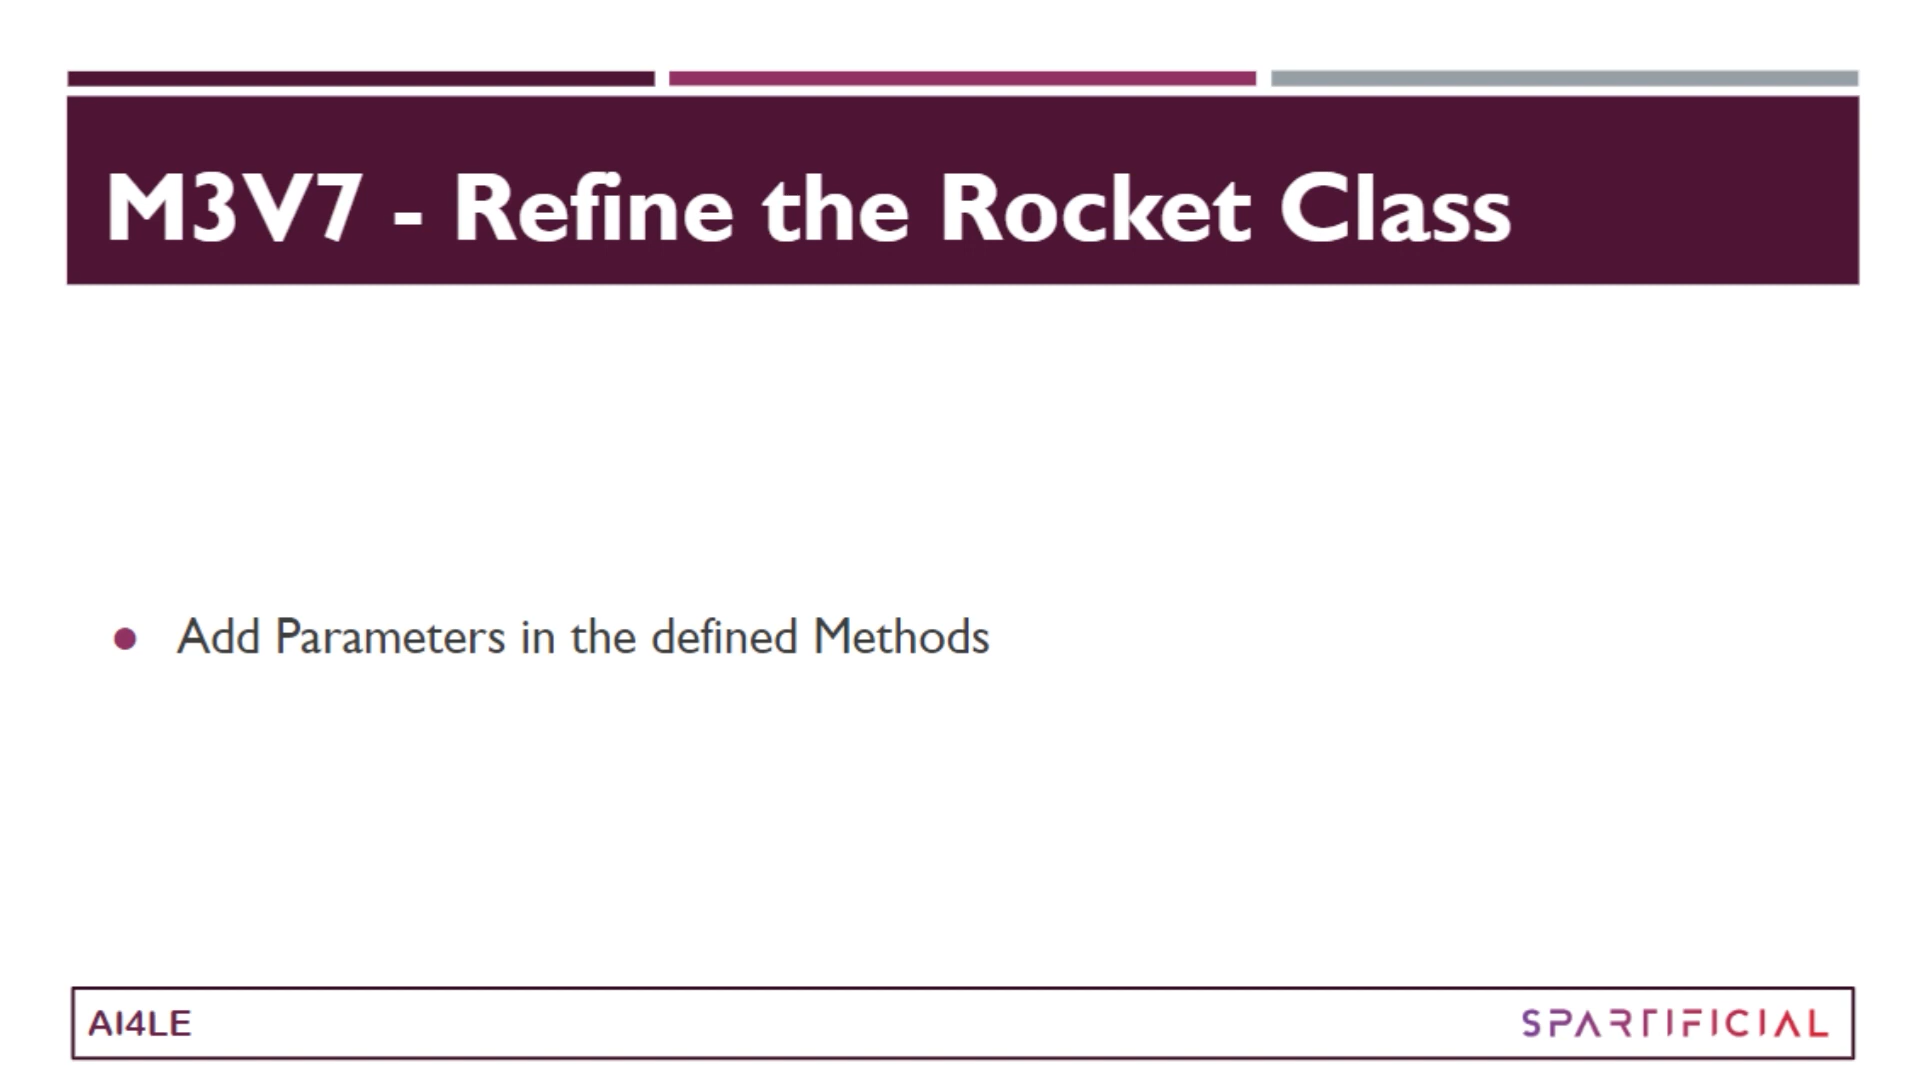 M3V7 - Refine the Rocket Class
Add Parameters in the defined Methods
AI4LE
SPARTIFICIAL